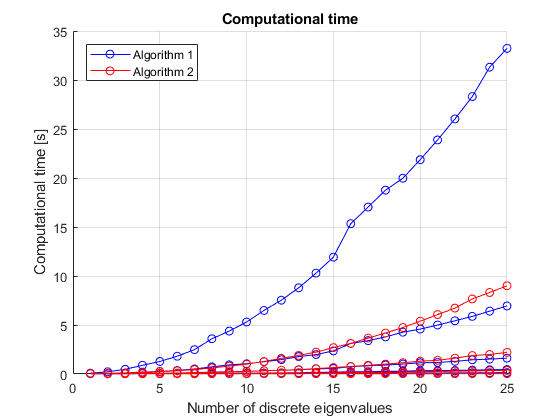 Computational time
Algorithm 1
Algorithm 2
Computational time [s]
35
30
25
20
15
10
5
0
0 5 10 15 20 25
Number of discrete eigenvalues